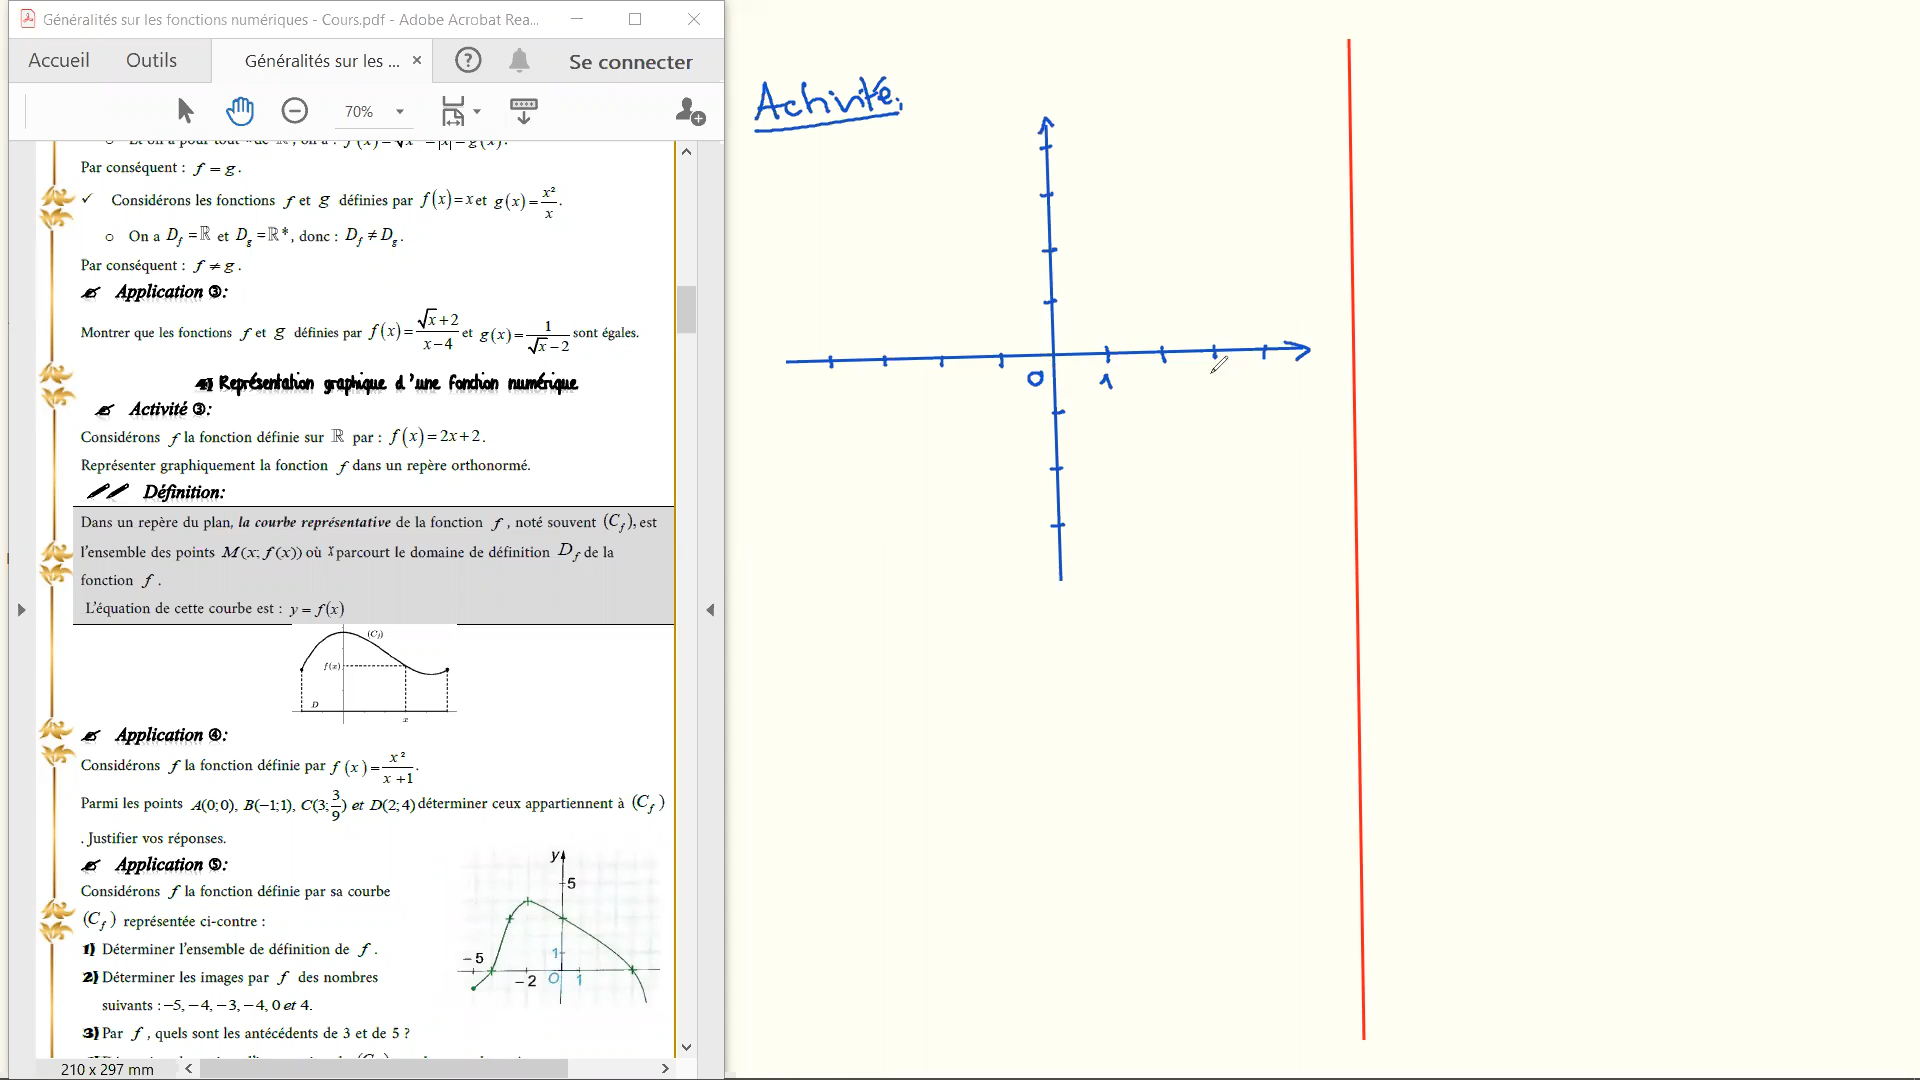 Généralités sur les fonctions numériques - Cours.pdf - Adobe Acrobat Rea...
Accueil Outils Généralités sur les ... × ? Se connecter
70%
Par conséquent : f = g .
✓ Considérons les fonctions f et g définies par f(x)=x et g(x)=x²/x.
o On a D_f =ℝ et D_g =ℝ*, donc : D_f ≠ D_g .
Par conséquent : f ≠ g .
Application ③:
Montrer que les fonctions f et g définies par f(x)=(√x+2)/(x−4) et g(x)=1/(√x−2) sont égales.
4) Représentation graphique d'une fonction numérique
Activité ③:
Considérons f la fonction définie sur ℝ par : f(x)=2x+2.
Représenter graphiquement la fonction f dans un repère orthonormé.
Définition:
Dans un repère du plan, la courbe représentative de la fonction f , noté souvent (C_f), est
l'ensemble des points M(x; f(x)) où x parcourt le domaine de définition D_f de la
fonction f .
L'équation de cette courbe est : y = f(x)
(C_f)
f(x)
D
x
Application ④:
Considérons f la fonction définie par f(x)=x²/(x+1).
Parmi les points A(0;0), B(−1;1), C(3;3/9) et D(2;4) déterminer ceux appartiennent à (C_f)
. Justifier vos réponses.
Application ⑤:
Considérons f la fonction définie par sa courbe
(C_f) représentée ci-contre :
1) Déterminer l'ensemble de définition de f .
2) Déterminer les images par f des nombres
suivants : −5, −4, −3, −4, 0 et 4.
3) Par f , quels sont les antécédents de 3 et de 5 ?
y
5
1
−5
−2 O 1
210 x 297 mm
Activité:
0 1